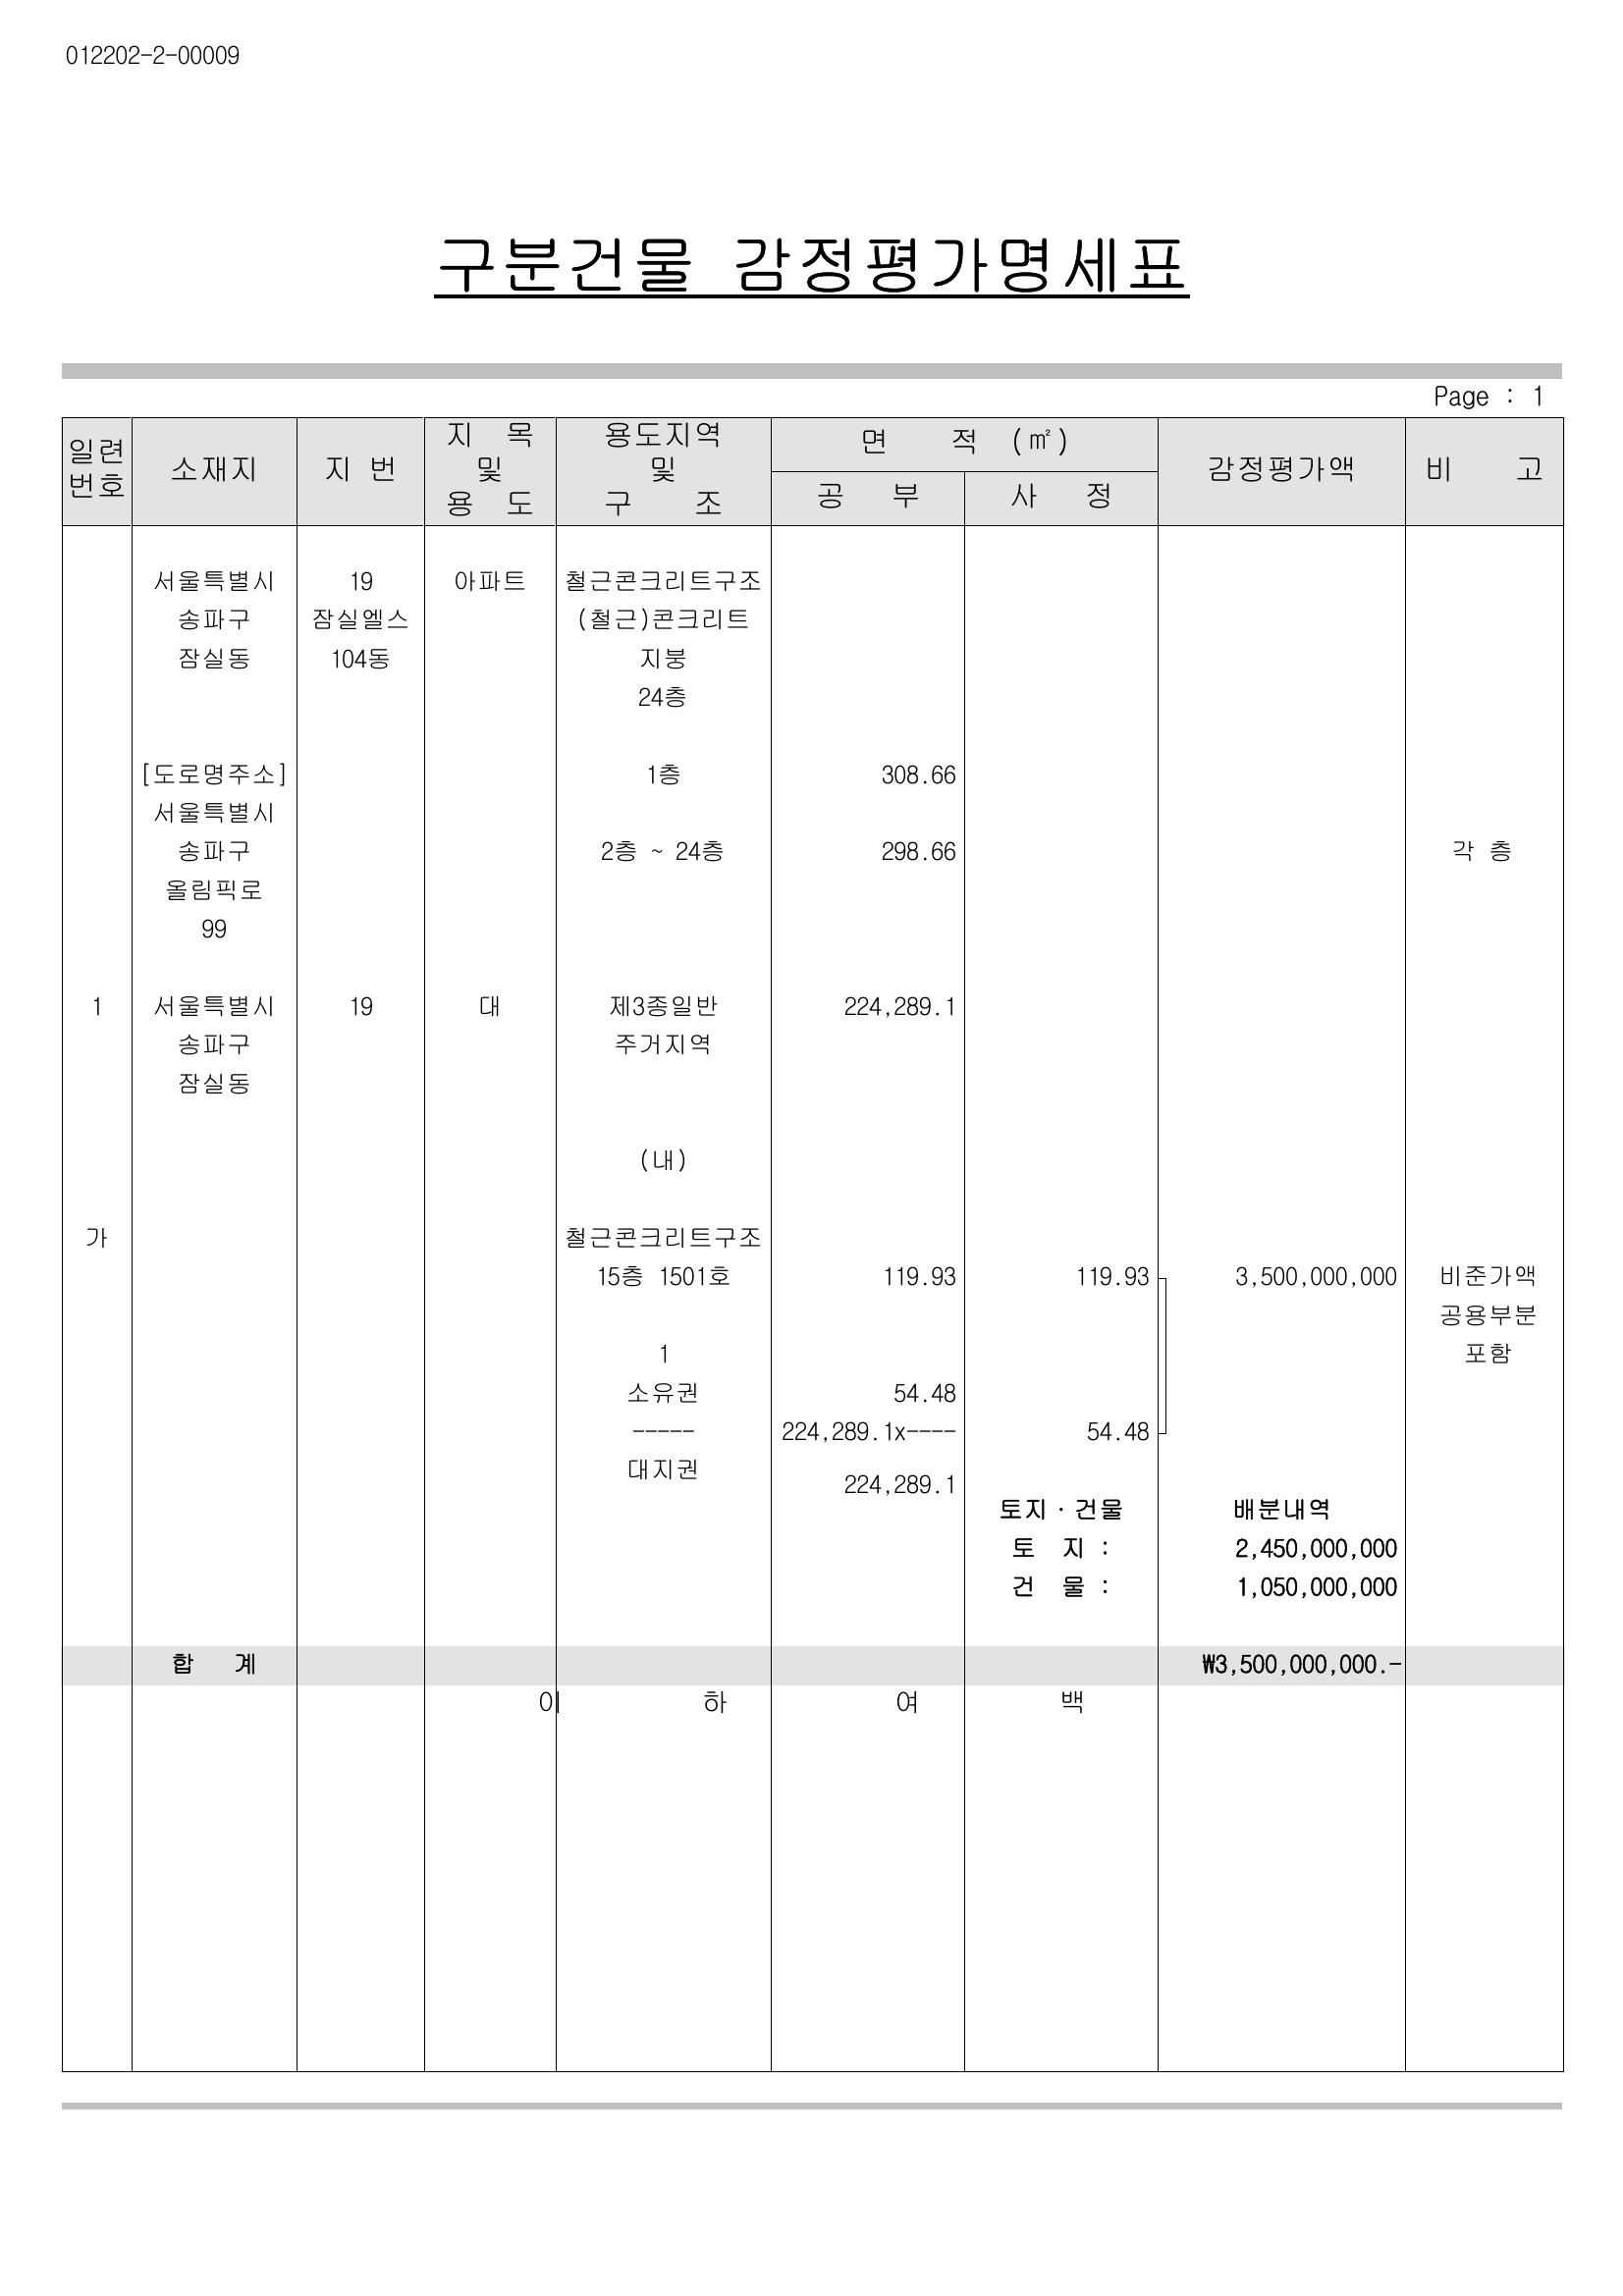 012202-2-00009
구분건물 감정평가명세표
Page : 1
일련번호 소재지 지 번 지 목 및 용 도 용도지역 및 구 조 면 적 (㎡) 감정평가액 비 고
공 부 사 정
서울특별시 19 아파트 철근콘크리트구조
송파구 잠실엘스 (철근)콘크리트
잠실동 104동 지붕
24층
[도로명주소] 1층 308.66
서울특별시
송파구 2층 ~ 24층 298.66 각 층
올림픽로
99
1 서울특별시 19 대 제3종일반 224,289.1
송파구 주거지역
잠실동
(내)
가 철근콘크리트구조
15층 1501호 119.93 119.93 3,500,000,000 비준가액
공용부분
1 포함
소유권 54.48
----- 224,289.1x---- 54.48
대지권
224,289.1
토지·건물 배분내역
토 지 : 2,450,000,000
건 물 : 1,050,000,000
합 계 ₩3,500,000,000.-
이 하 여 백